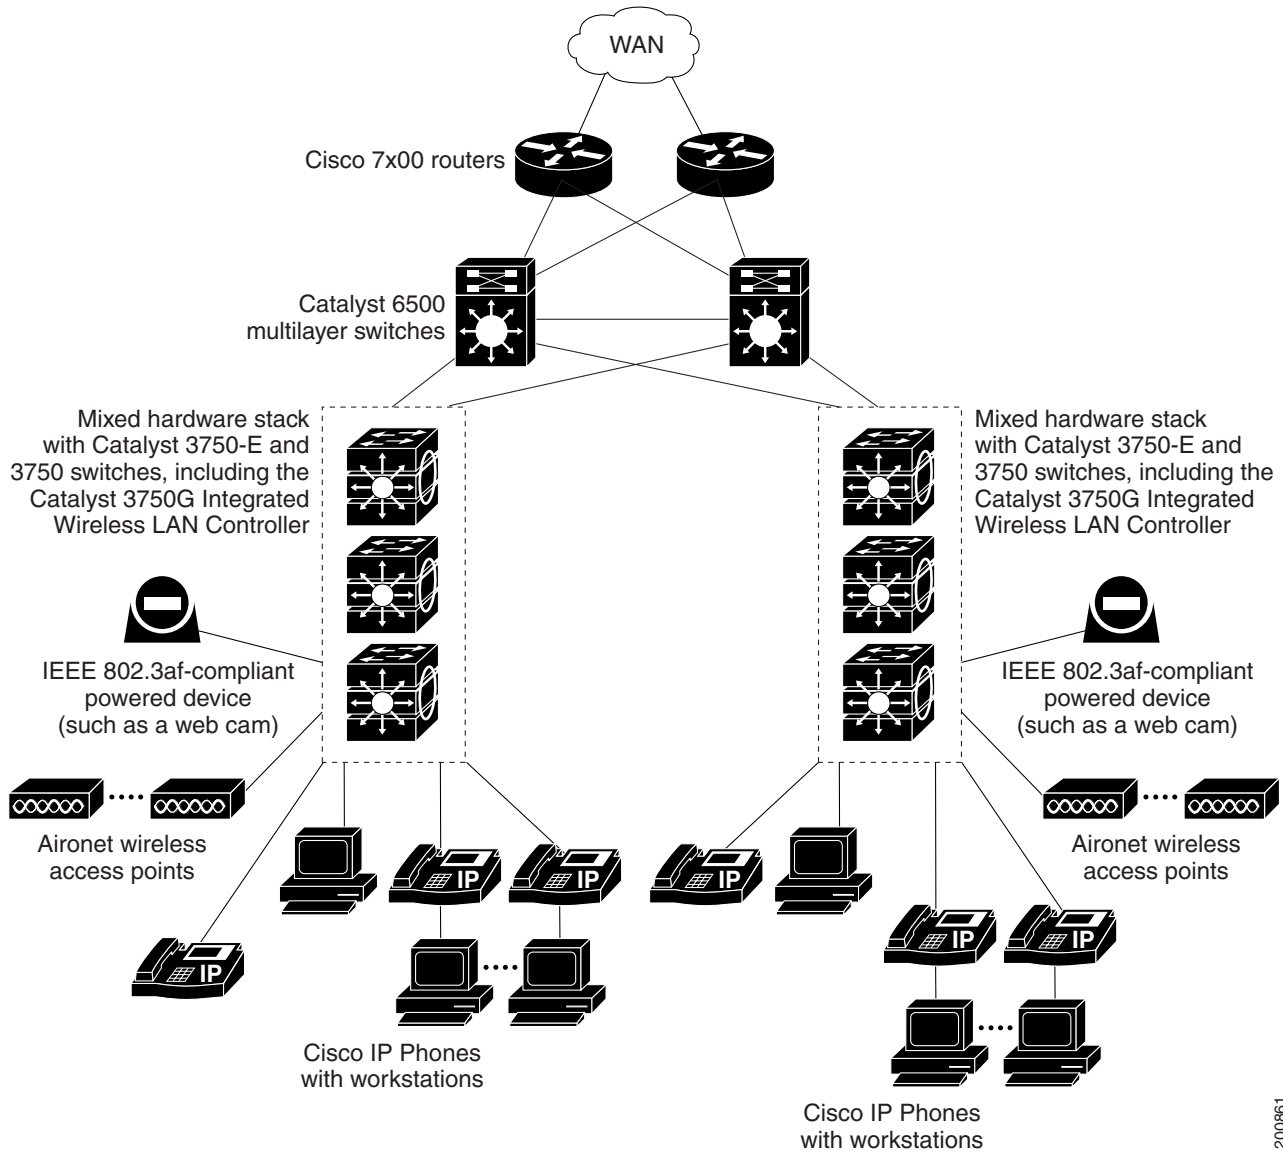 WAN
Cisco 7x00 routers
Catalyst 6500
multilayer switches
Mixed hardware stack
with Catalyst 3750-E and
3750 switches, including the
Catalyst 3750G Integrated
Wireless LAN Controller
Mixed hardware stack
with Catalyst 3750-E and
3750 switches, including the
Catalyst 3750G Integrated
Wireless LAN Controller
IEEE 802.3af-compliant
powered device
(such as a web cam)
IEEE 802.3af-compliant
powered device
(such as a web cam)
Aironet wireless
access points
Aironet wireless
access points
IP
IP
IP
IP
IP
IP
Cisco IP Phones
with workstations
Cisco IP Phones
with workstations
200861